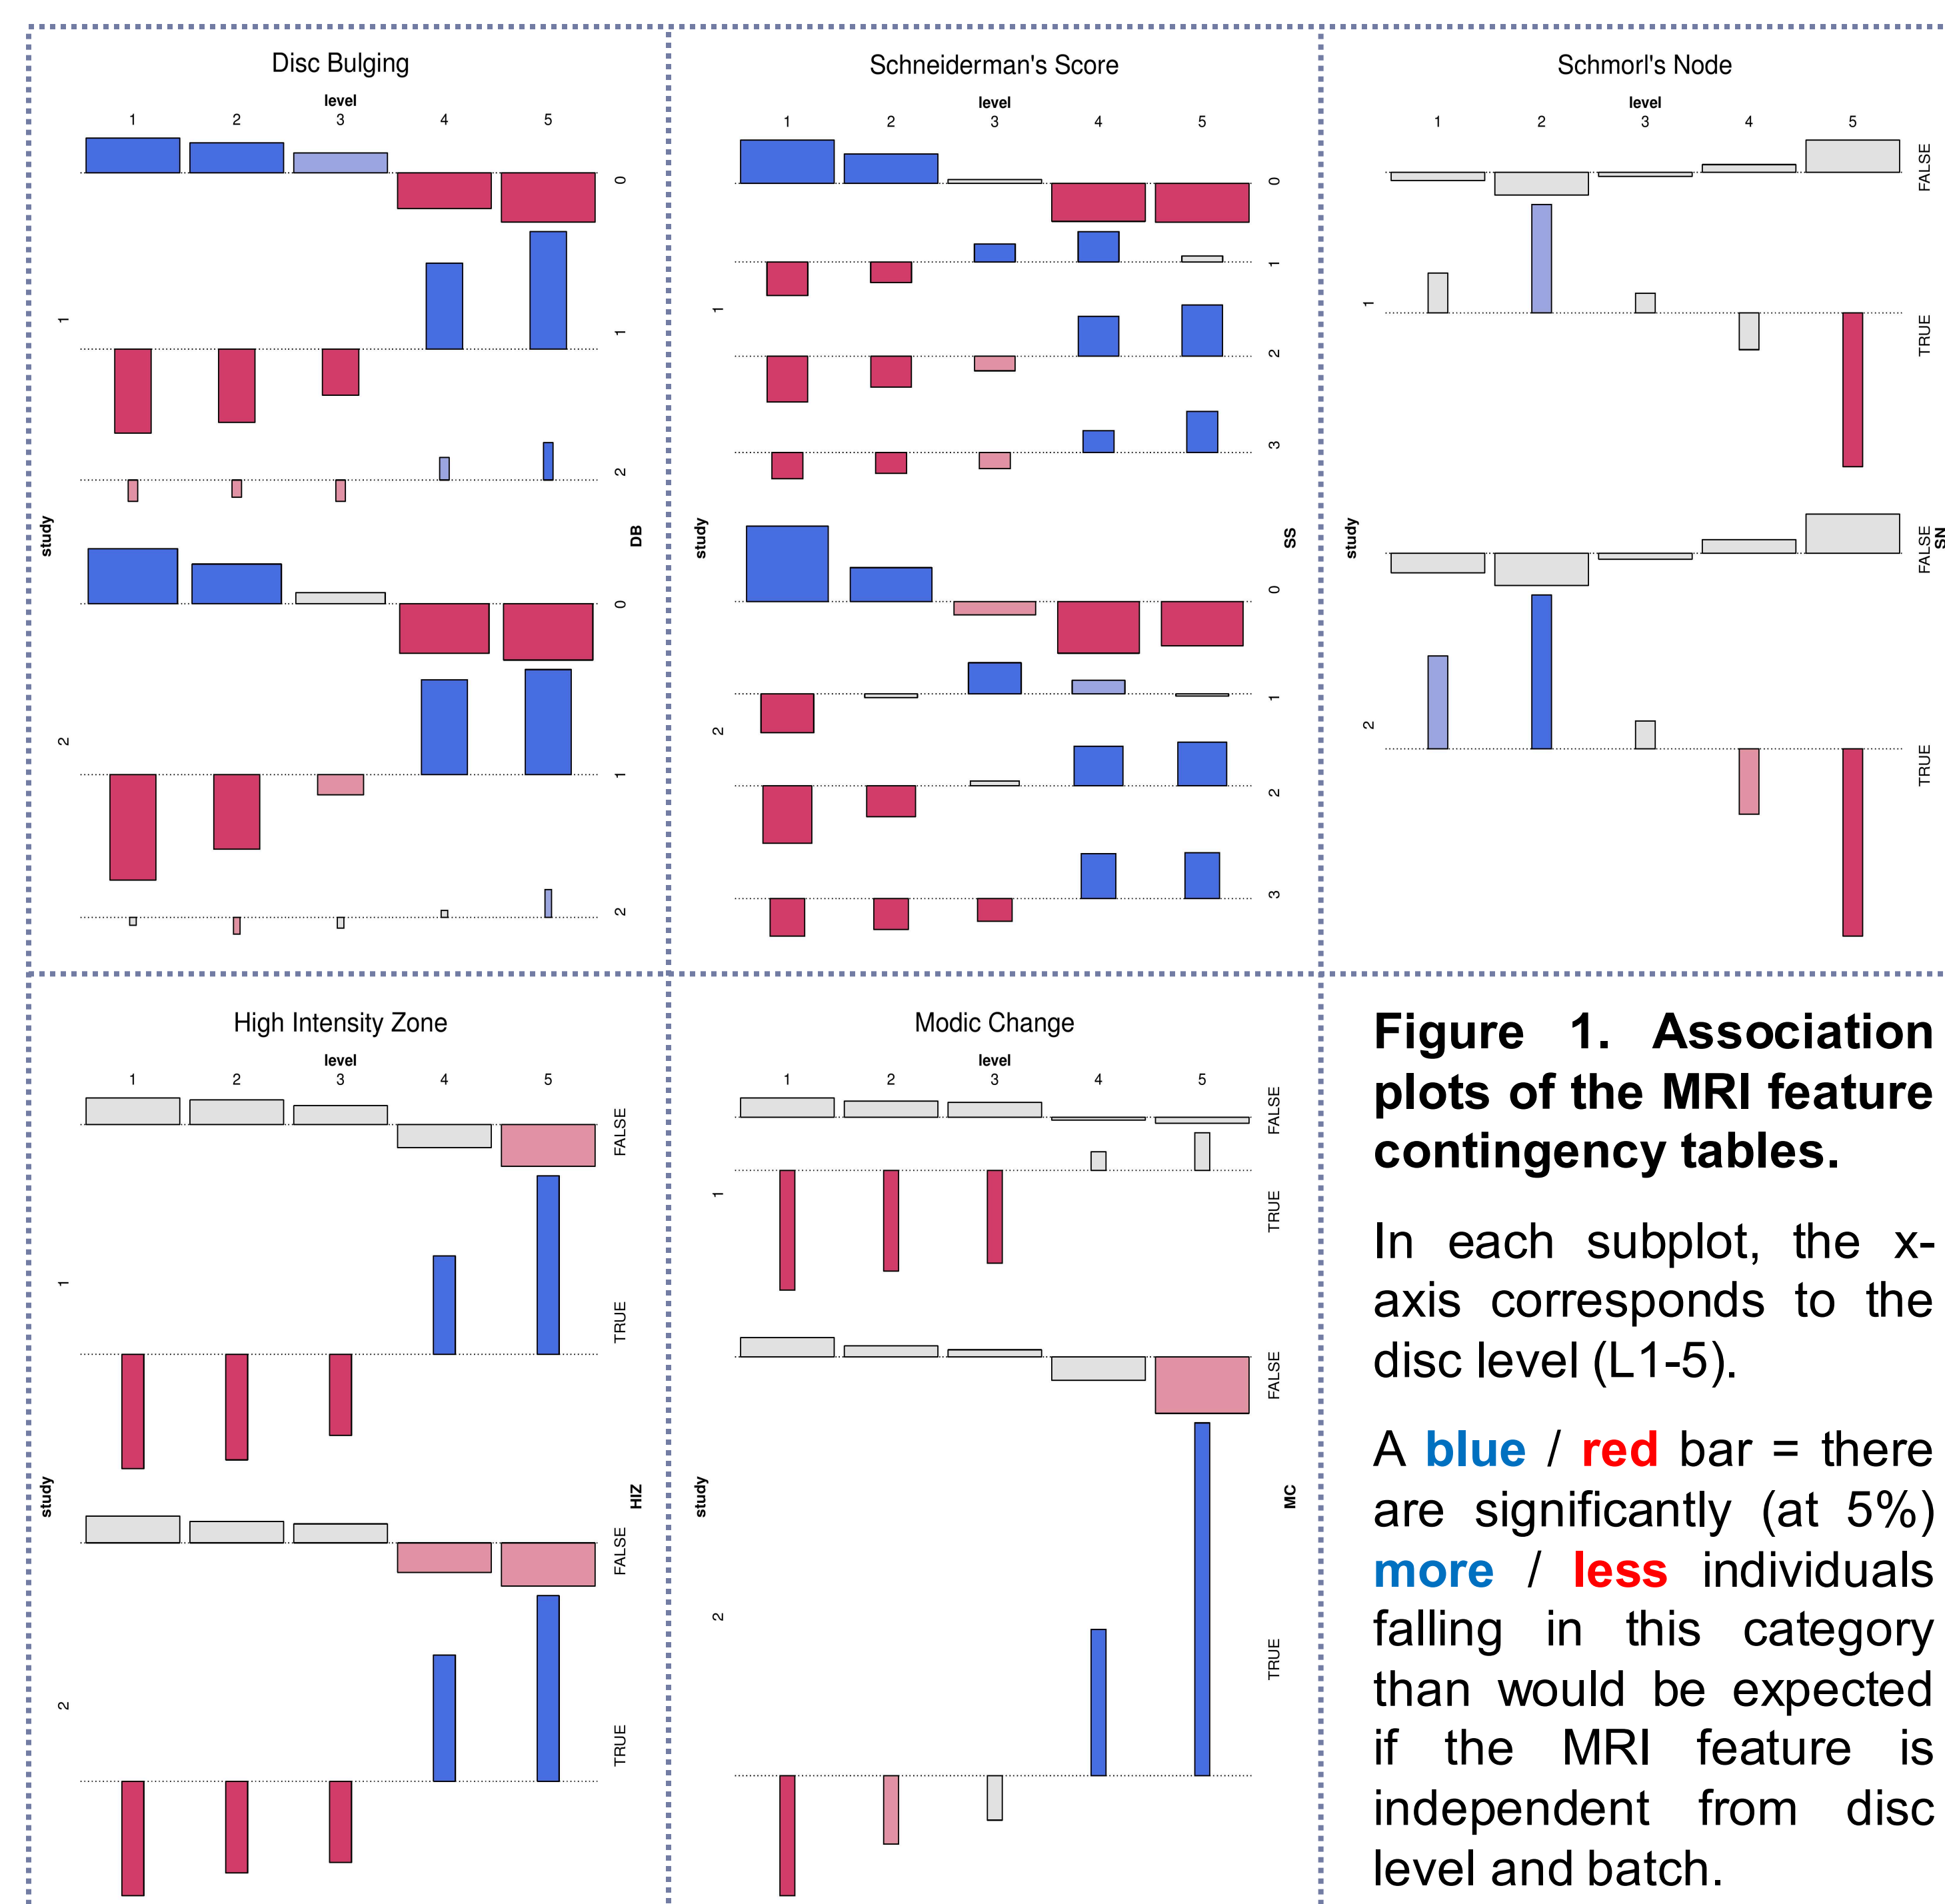 Disc Bulging
level
1 2 3 4 5
0
1
1
2
study
DB
0
2
1
2
Schneiderman's Score
level
1 2 3 4 5
0
1
1
2
3
study
SS
0
1
2
2
3
Schmorl's Node
level
1 2 3 4 5
FALSE
1
TRUE
study
FALSE
SN
2
TRUE
High Intensity Zone
level
1 2 3 4 5
FALSE
1
TRUE
study
HIZ
FALSE
2
TRUE
Modic Change
level
1 2 3 4 5
FALSE
1
TRUE
FALSE
study
MC
2
TRUE
Figure 1. Association
plots of the MRI feature
contingency tables.
In each subplot, the x-
axis corresponds to the
disc level (L1-5).
A blue / red bar = there
are significantly (at 5%)
more / less individuals
falling in this category
than would be expected
if the MRI feature is
independent from disc
level and batch.